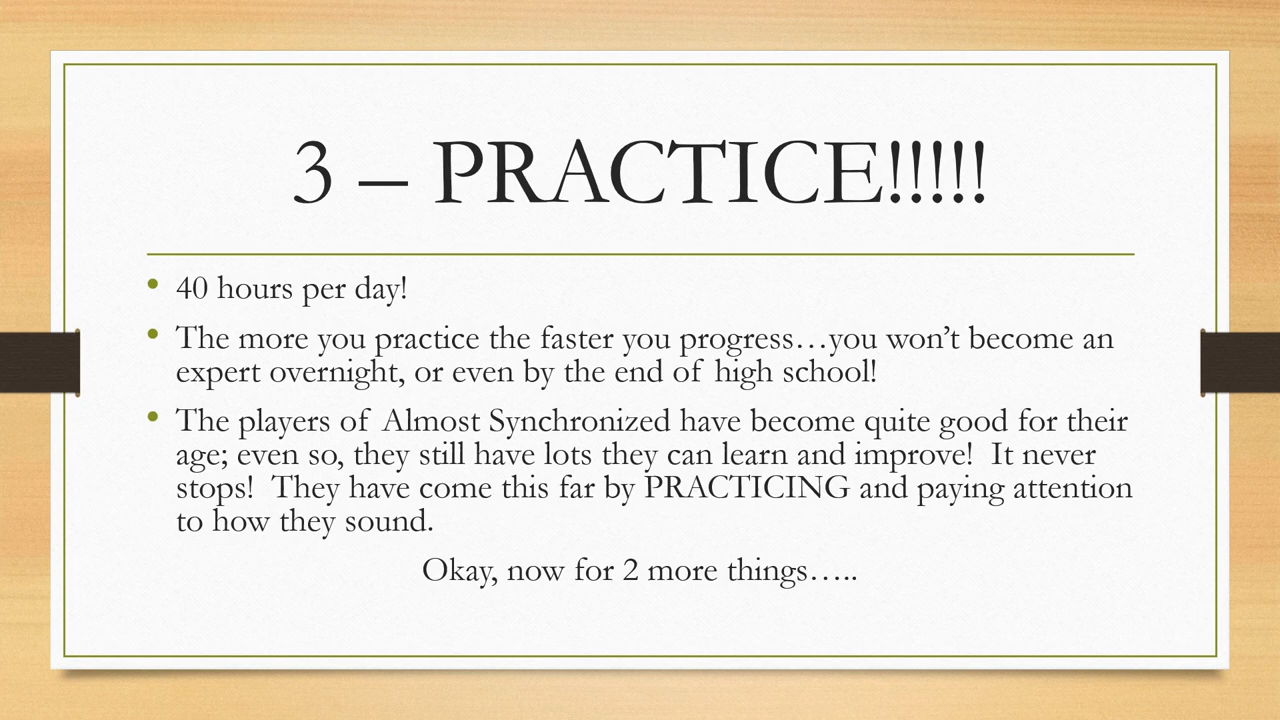 3 – PRACTICE!!!!!
• 40 hours per day!
• The more you practice the faster you progress…you won’t become an
expert overnight, or even by the end of high school!
• The players of Almost Synchronized have become quite good for their
age; even so, they still have lots they can learn and improve!  It never
stops!  They have come this far by PRACTICING and paying attention
to how they sound.
Okay, now for 2 more things…..